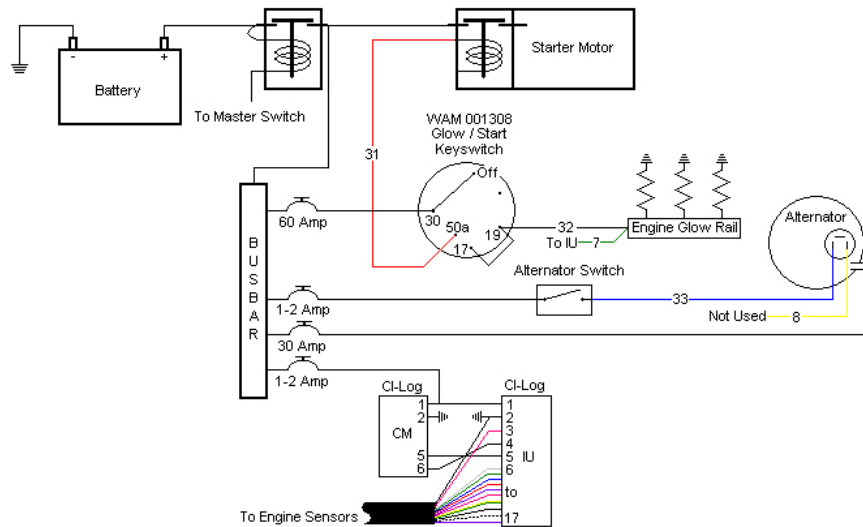 -
+
Battery
Starter Motor
To Master Switch
WAM 001308
Glow / Start
Keyswitch
31
Off
30
50a
17
19
60 Amp
32
To IU
7
Engine Glow Rail
Alternator
BUSBAR
Alternator Switch
1-2 Amp
33
Not Used
8
30 Amp
1-2 Amp
CI-Log
CI-Log
1
2
CM
5
6
1
2
3
4
5
IU
6
to
17
To Engine Sensors